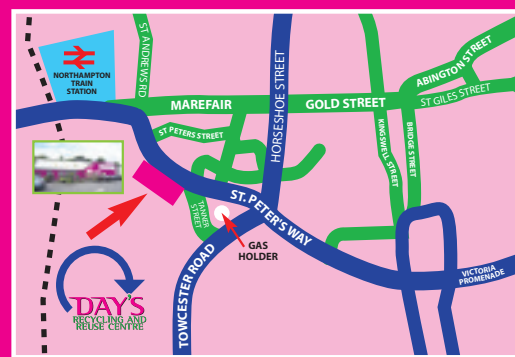 NORTHAMPTON
TRAIN
STATION
ST ANDREWS RD
MAREFAIR
GOLD STREET
HORSESHOE STREET
ABINGTON STREET
ST GILES STREET
ST PETERS STREET
KINGSWELL STREET
BRIDGE STREET
TANNER
STREET
ST. PETER'S WAY
GAS
HOLDER
TOWCESTER ROAD
VICTORIA
PROMENADE
DAY'S
RECYCLING AND
REUSE CENTRE